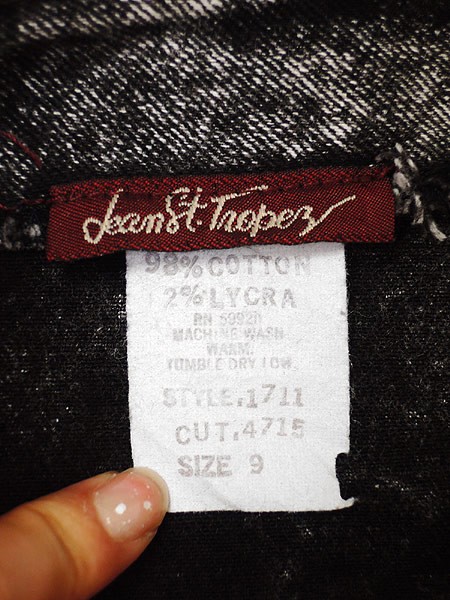 Jean St. Tropez
98% COTTON
2% LYCRA
RN 59920
MACHINE WASH
WARM.
TUMBLE DRY LOW.
STYLE.1711
CUT.4715
SIZE 9